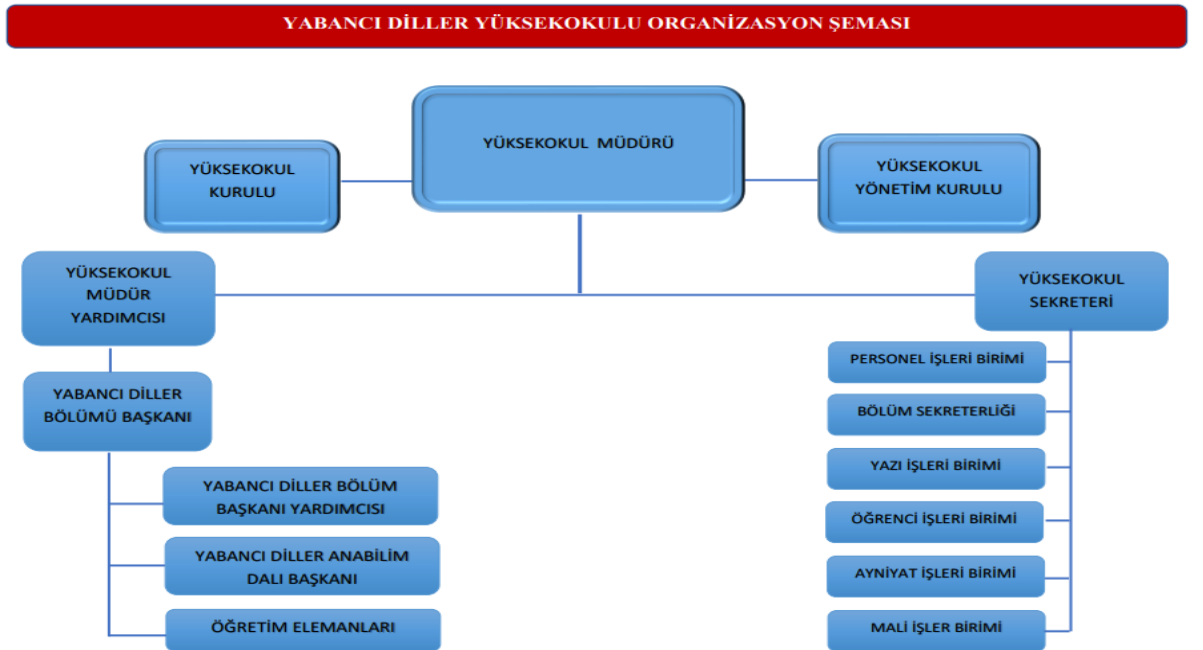 YABANCI DİLLER YÜKSEKOKULU ORGANİZASYON ŞEMASI
YÜKSEKOKUL MÜDÜRÜ
YÜKSEKOKUL
KURULU
YÜKSEKOKUL
YÖNETİM KURULU
YÜKSEKOKUL
MÜDÜR
YARDIMCISI
YÜKSEKOKUL
SEKRETERİ
YABANCI DİLLER
BÖLÜMÜ BAŞKANI
YABANCI DİLLER BÖLÜM
BAŞKANI YARDIMCISI
YABANCI DİLLER ANABİLİM
DALI BAŞKANI
ÖĞRETİM ELEMANLARI
PERSONEL İŞLERİ BİRİMİ
BÖLÜM SEKRETERLİĞİ
YAZI İŞLERİ BİRİMİ
ÖĞRENCİ İŞLERİ BİRİMİ
AYNİYAT İŞLERİ BİRİMİ
MALİ İŞLER BİRİMİ